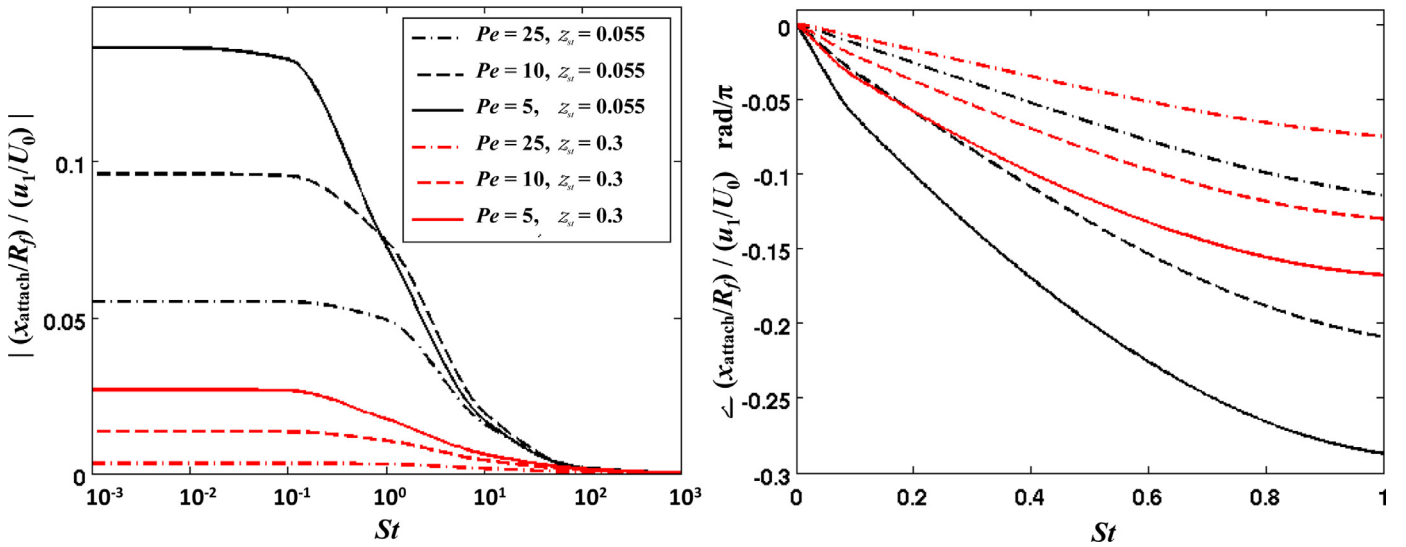 | (x_attach/R_f) / (u_1/U_0) |
0.1
0.05
0
Pe = 25, z_st = 0.055
Pe = 10, z_st = 0.055
Pe = 5, z_st = 0.055
Pe = 25, z_st = 0.3
Pe = 10, z_st = 0.3
Pe = 5, z_st = 0.3
10^-3 10^-2 10^-1 10^0 10^1 10^2 10^3
St
∠ (x_attach/R_f) / (u_1/U_0) rad/π
0
-0.05
-0.1
-0.15
-0.2
-0.25
-0.3
0 0.2 0.4 0.6 0.8 1
St